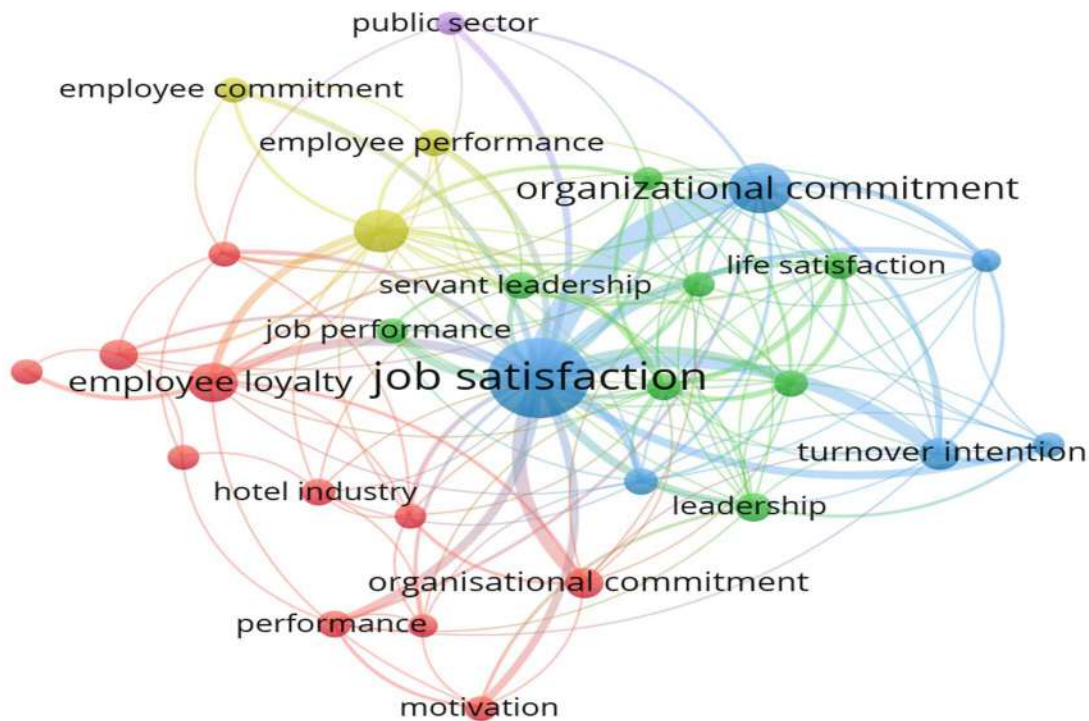 public sector
employee commitment
employee performance
organizational commitment
life satisfaction
servant leadership
job performance
employee loyalty
job satisfaction
turnover intention
hotel industry
leadership
organisational commitment
performance
motivation